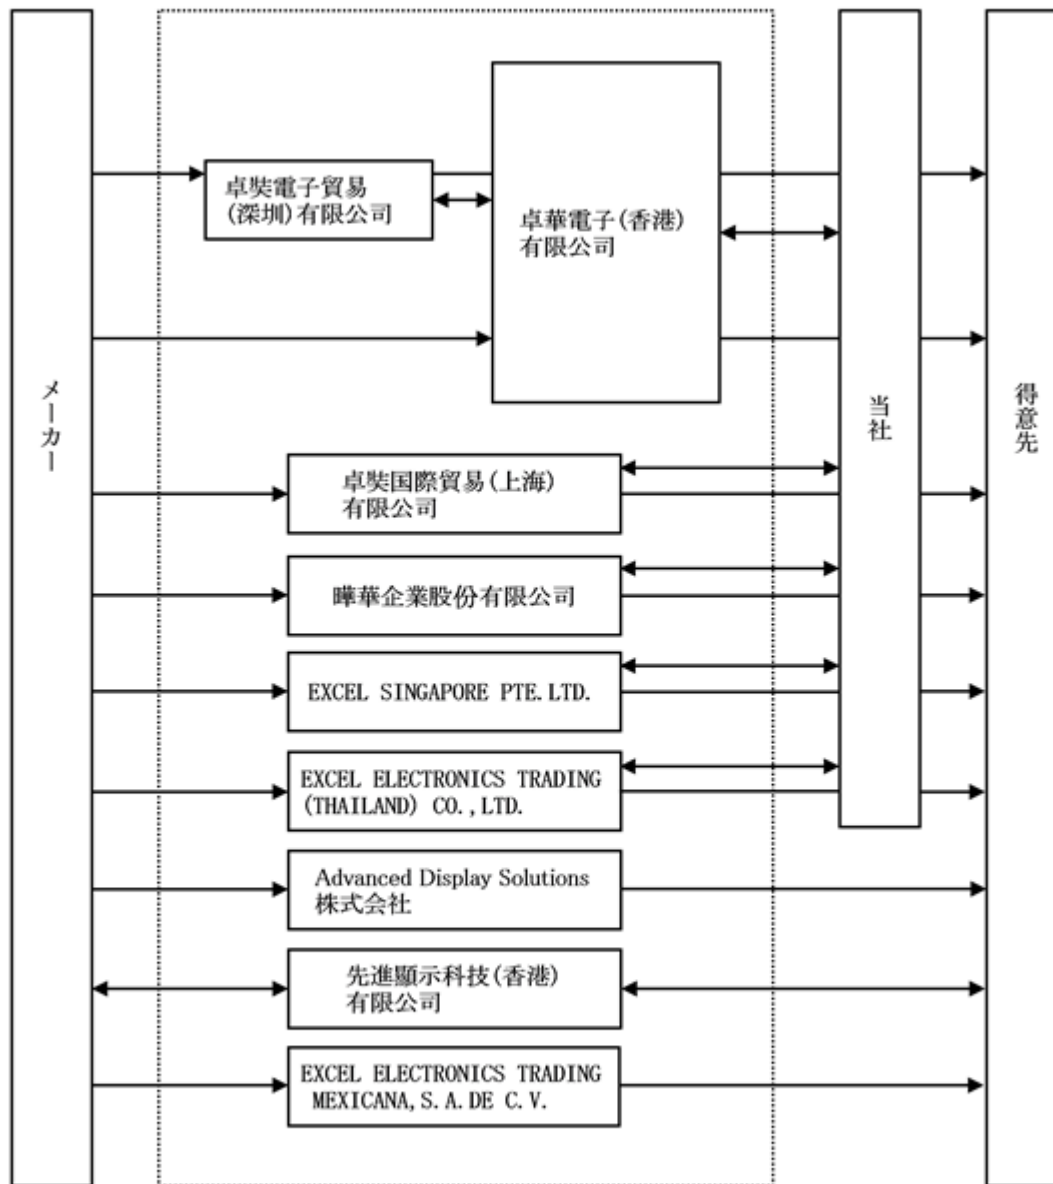 メーカー
卓奘電子貿易
(深圳)有限公司
卓華電子(香港)
有限公司
卓奘国際貿易(上海)
有限公司
曄華企業股份有限公司
EXCEL SINGAPORE PTE.LTD.
EXCEL ELECTRONICS TRADING
(THAILAND) CO.,LTD.
Advanced Display Solutions
株式会社
先進顯示科技(香港)
有限公司
EXCEL ELECTRONICS TRADING
MEXICANA,S.A.DE C.V.
当社
得意先